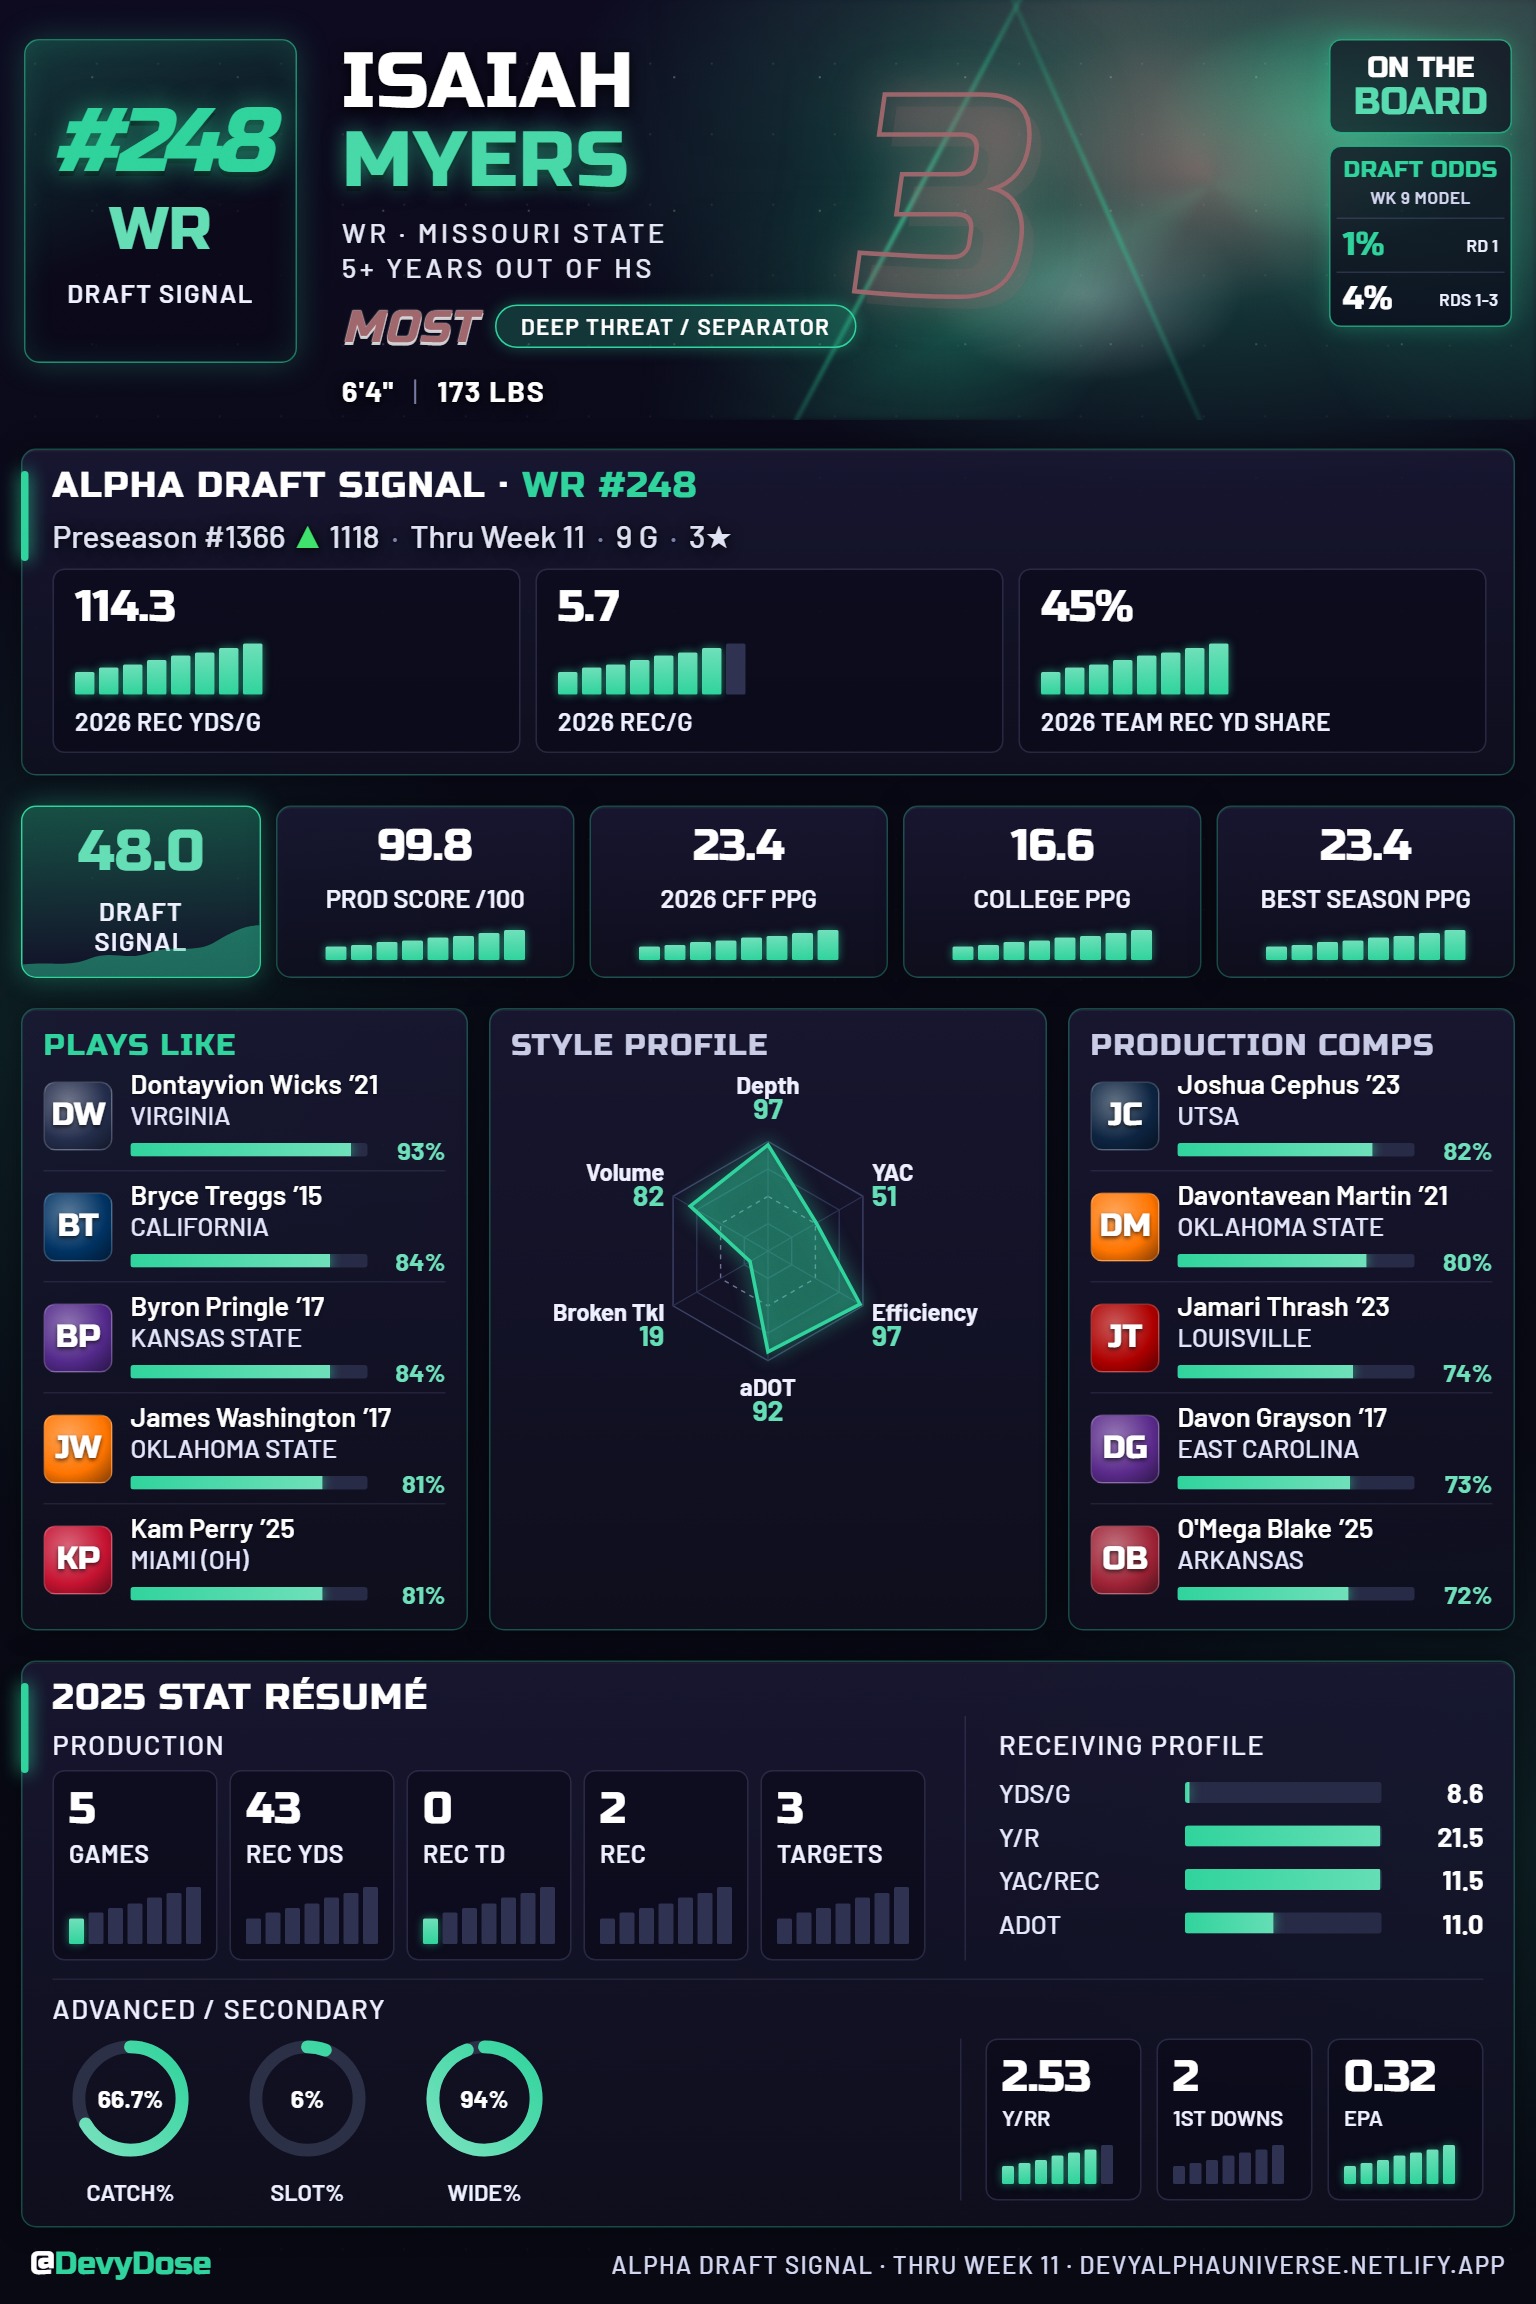 #248
WR
DRAFT SIGNAL
ISAIAH
MYERS
WR · MISSOURI STATE
5+ YEARS OUT OF HS
MOST
DEEP THREAT / SEPARATOR
6'4" | 173 LBS
3
ON THE
BOARD
DRAFT ODDS
WK 9 MODEL
1% RD 1
4% RDS 1-3
ALPHA DRAFT SIGNAL · WR #248
Preseason #1366 ▲ 1118 · Thru Week 11 · 9 G · 3★
114.3
2026 REC YDS/G
5.7
2026 REC/G
45%
2026 TEAM REC YD SHARE
48.0
DRAFT
SIGNAL
99.8
PROD SCORE /100
23.4
2026 CFF PPG
16.6
COLLEGE PPG
23.4
BEST SEASON PPG
PLAYS LIKE
DW
Dontayvion Wicks ’21
VIRGINIA
93%
BT
Bryce Treggs ’15
CALIFORNIA
84%
BP
Byron Pringle ’17
KANSAS STATE
84%
JW
James Washington ’17
OKLAHOMA STATE
81%
KP
Kam Perry ’25
MIAMI (OH)
81%
STYLE PROFILE
Depth
97
YAC
51
Efficiency
97
aDOT
92
Broken Tkl
19
Volume
82
PRODUCTION COMPS
JC
Joshua Cephus ’23
UTSA
82%
DM
Davontavean Martin ’21
OKLAHOMA STATE
80%
JT
Jamari Thrash ’23
LOUISVILLE
74%
DG
Davon Grayson ’17
EAST CAROLINA
73%
OB
O'Mega Blake ’25
ARKANSAS
72%
2025 STAT RÉSUMÉ
PRODUCTION
5
GAMES
43
REC YDS
0
REC TD
2
REC
3
TARGETS
RECEIVING PROFILE
YDS/G 8.6
Y/R 21.5
YAC/REC 11.5
ADOT 11.0
ADVANCED / SECONDARY
66.7%
CATCH%
6%
SLOT%
94%
WIDE%
2.53
Y/RR
2
1ST DOWNS
0.32
EPA
@DevyDose
ALPHA DRAFT SIGNAL · THRU WEEK 11 · DEVYALPHAUNIVERSE.NETLIFY.APP